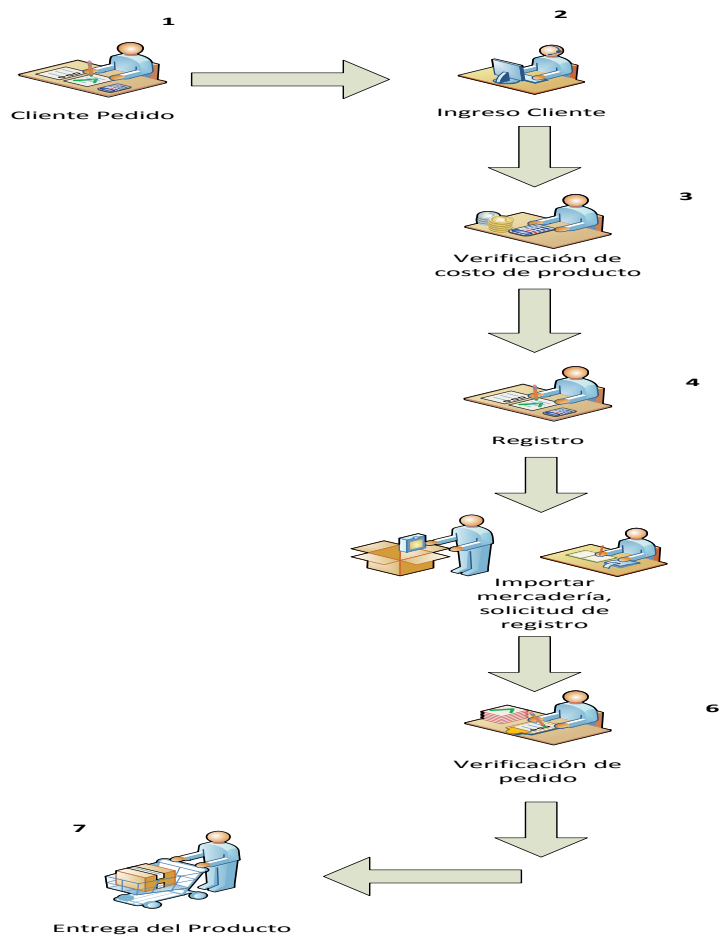 1
2
Cliente Pedido
Ingreso Cliente
3
Verificación de
costo de producto
4
Registro
Importar
mercadería,
solicitud de
registro
6
Verificación de
pedido
7
Entrega del Producto